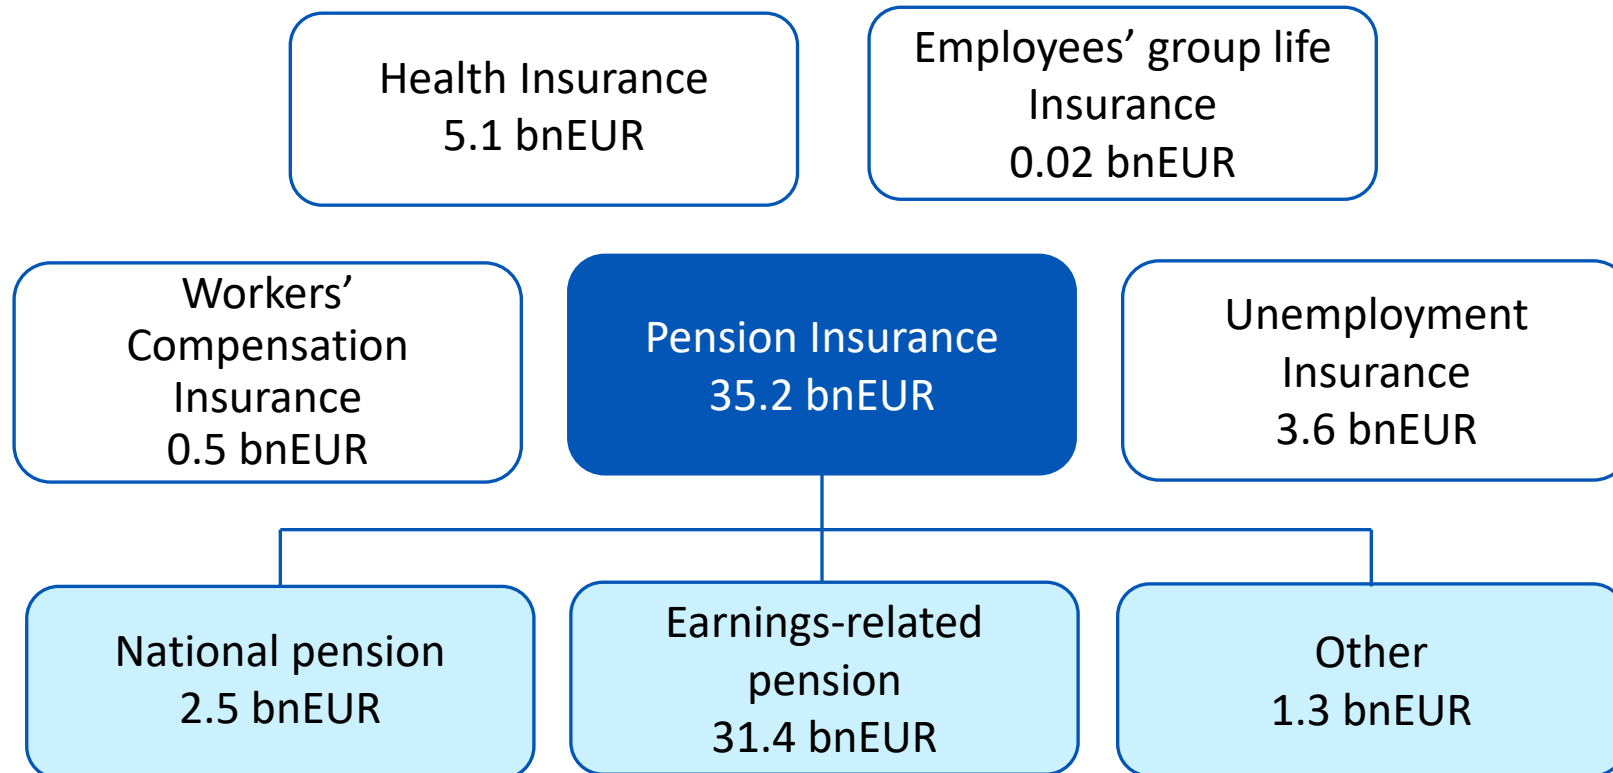 Health Insurance
5.1 bnEUR
Employees’ group life
Insurance
0.02 bnEUR
Workers’
Compensation
Insurance
0.5 bnEUR
Pension Insurance
35.2 bnEUR
Unemployment
Insurance
3.6 bnEUR
National pension
2.5 bnEUR
Earnings-related
pension
31.4 bnEUR
Other
1.3 bnEUR